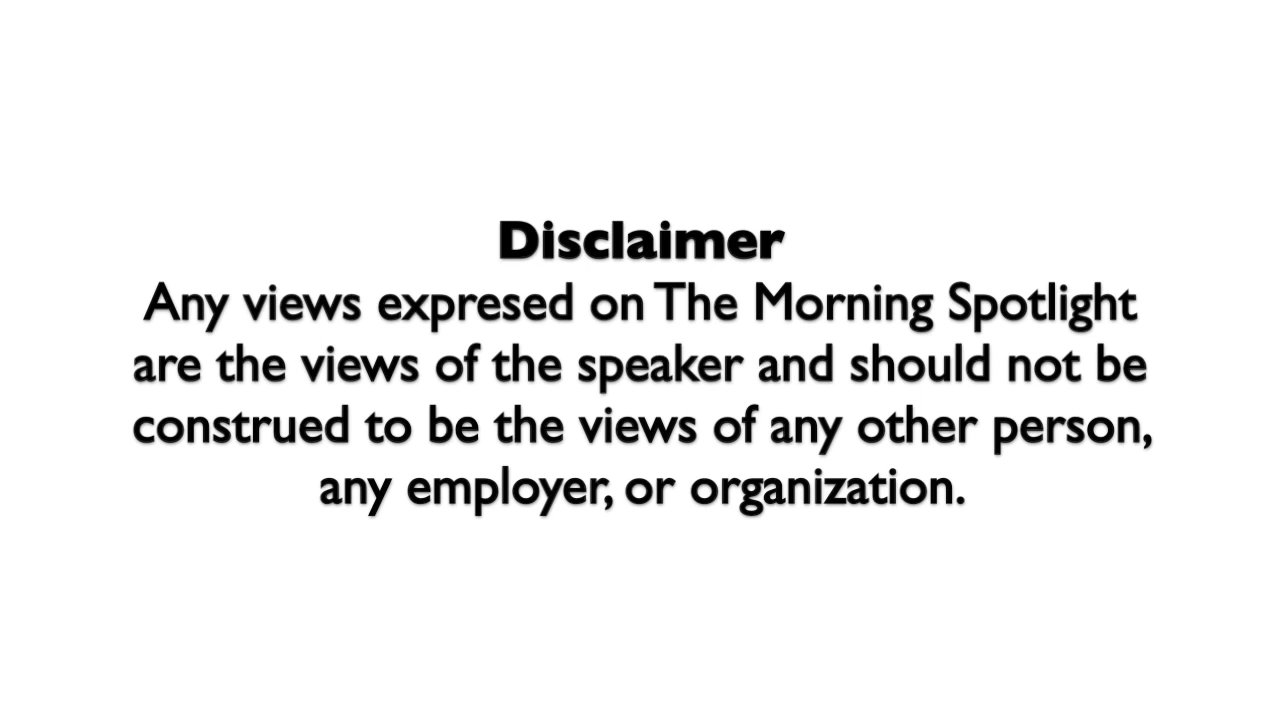 Disclaimer
Any views expresed on The Morning Spotlight
are the views of the speaker and should not be
construed to be the views of any other person,
any employer, or organization.